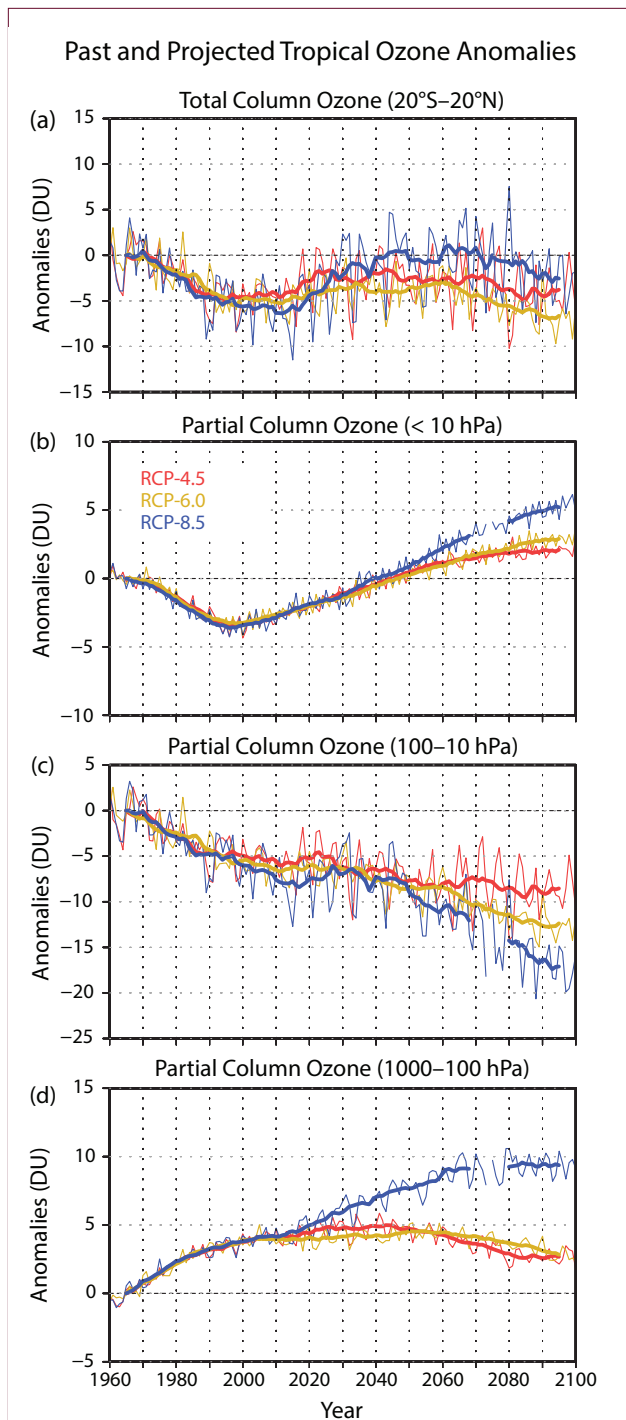 Past and Projected Tropical Ozone Anomalies
(a)
Total Column Ozone (20°S–20°N)
Anomalies (DU)
15
10
5
0
−5
−10
−15
(b)
Partial Column Ozone (< 10 hPa)
Anomalies (DU)
10
5
0
−5
−10
RCP-4.5
RCP-6.0
RCP-8.5
(c)
Partial Column Ozone (100–10 hPa)
Anomalies (DU)
5
0
−5
−10
−15
−20
−25
(d)
Partial Column Ozone (1000–100 hPa)
Anomalies (DU)
15
10
5
0
−5
1960 1980 2000 2020 2040 2060 2080 2100
Year